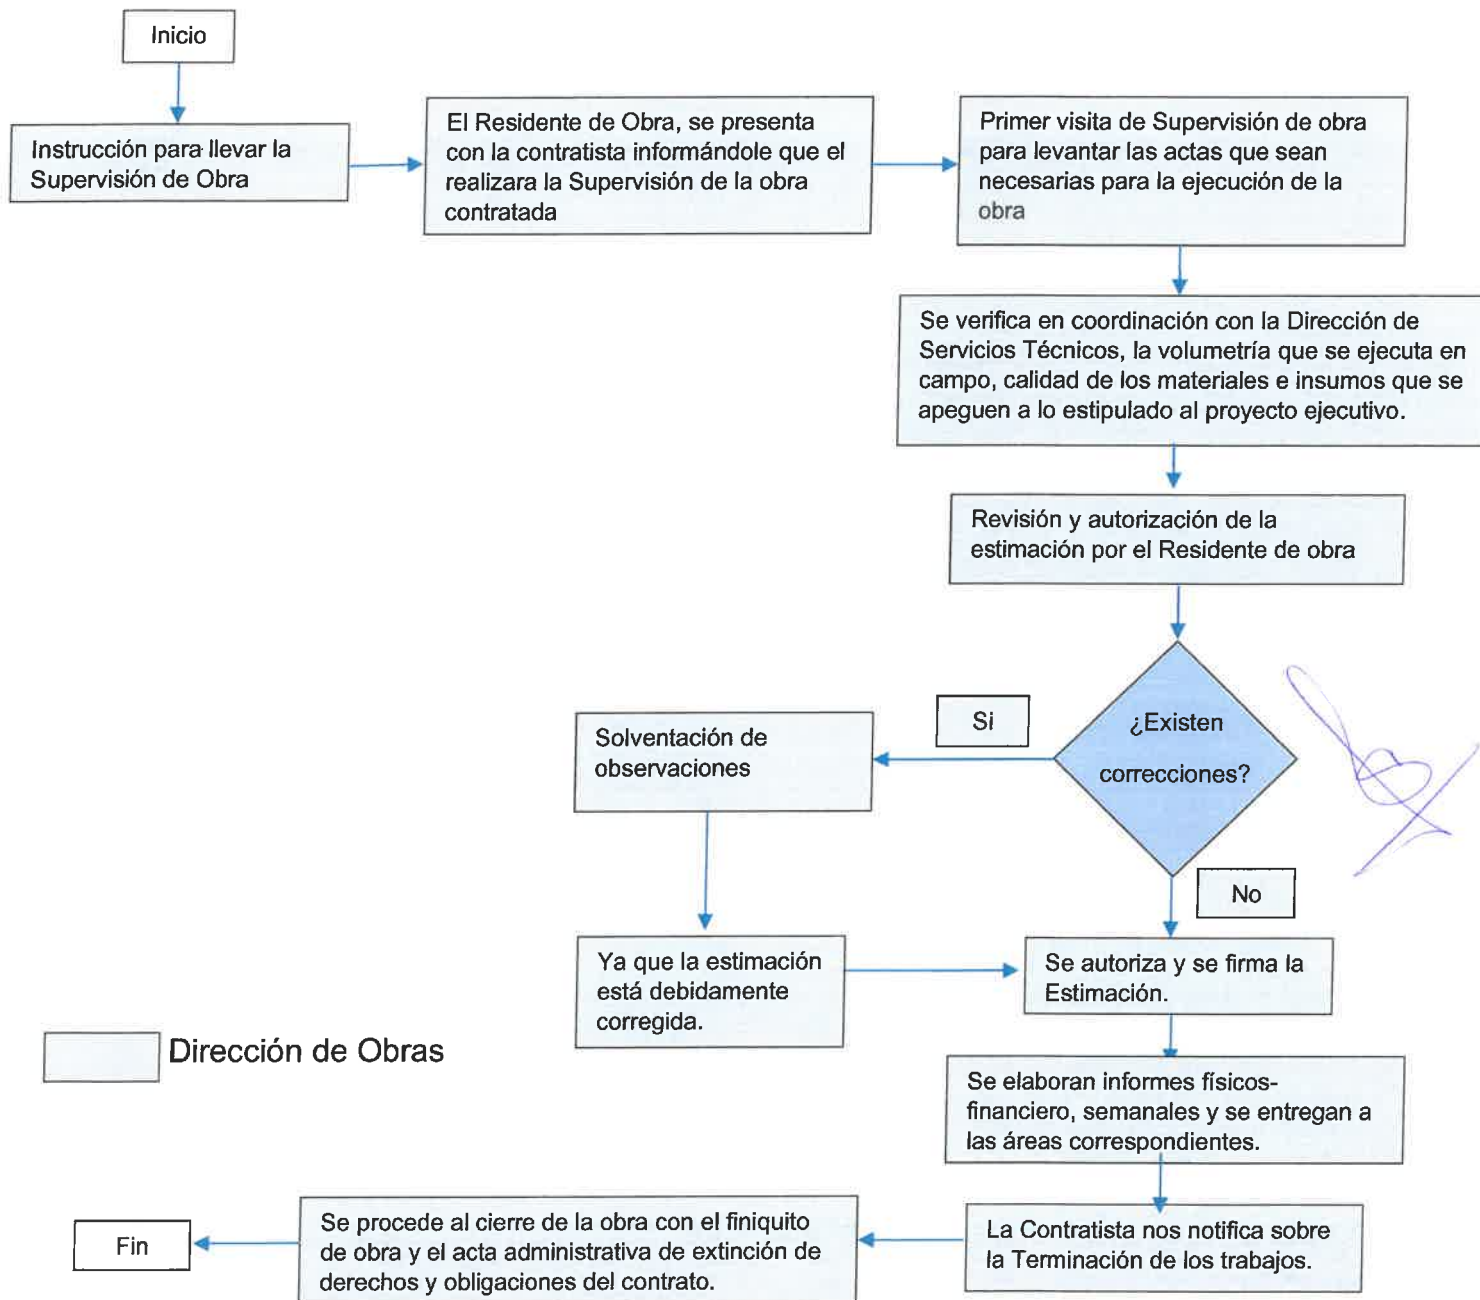 Inicio
Instrucción para llevar la
Supervisión de Obra
El Residente de Obra, se presenta
con la contratista informándole que el
realizara la Supervisión de la obra
contratada
Primer visita de Supervisión de obra
para levantar las actas que sean
necesarias para la ejecución de la
obra
Se verifica en coordinación con la Dirección de
Servicios Técnicos, la volumetría que se ejecuta en
campo, calidad de los materiales e insumos que se
apeguen a lo estipulado al proyecto ejecutivo.
Revisión y autorización de la
estimación por el Residente de obra
¿Existen
correcciones?
Si
Solventación de
observaciones
No
Ya que la estimación
está debidamente
corregida.
Se autoriza y se firma la
Estimación.
Dirección de Obras
Se elaboran informes físicos-
financiero, semanales y se entregan a
las áreas correspondientes.
La Contratista nos notifica sobre
la Terminación de los trabajos.
Se procede al cierre de la obra con el finiquito
de obra y el acta administrativa de extinción de
derechos y obligaciones del contrato.
Fin